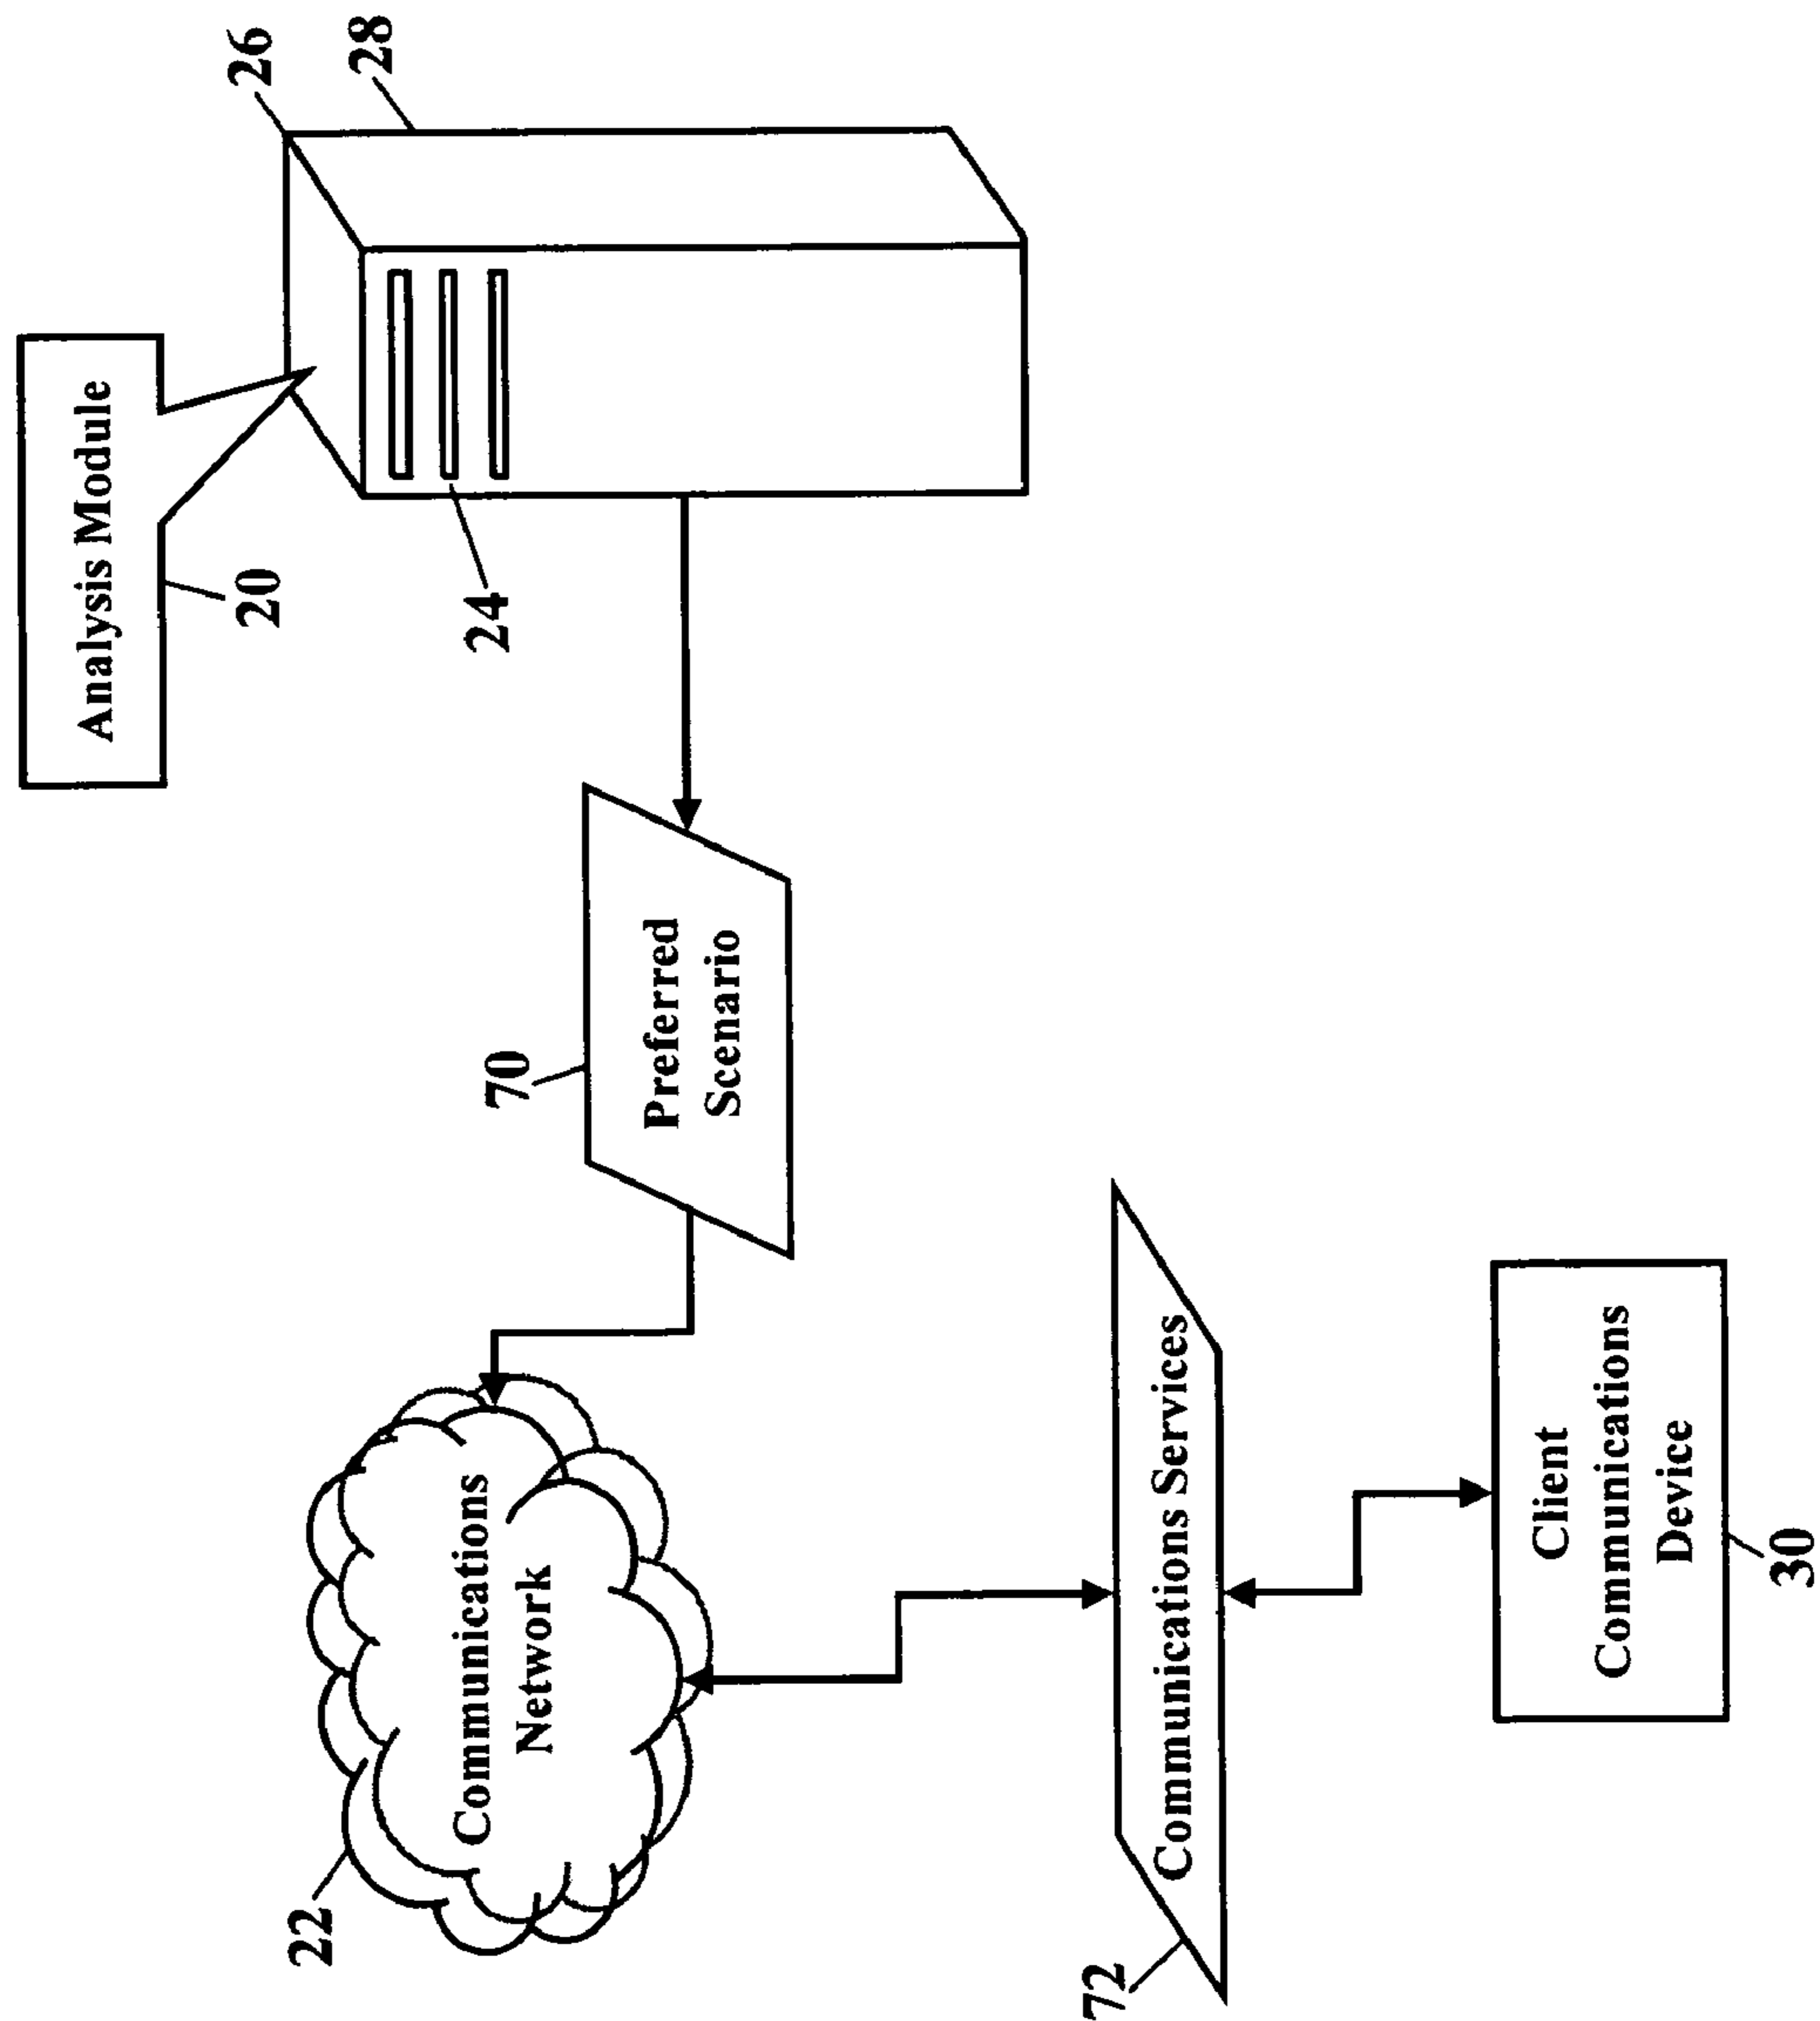 22
Communications
Network
70
Preferred
Scenario
Analysis Module
20
26
28
24
72
Communications Services
Client
Communications
Device
30